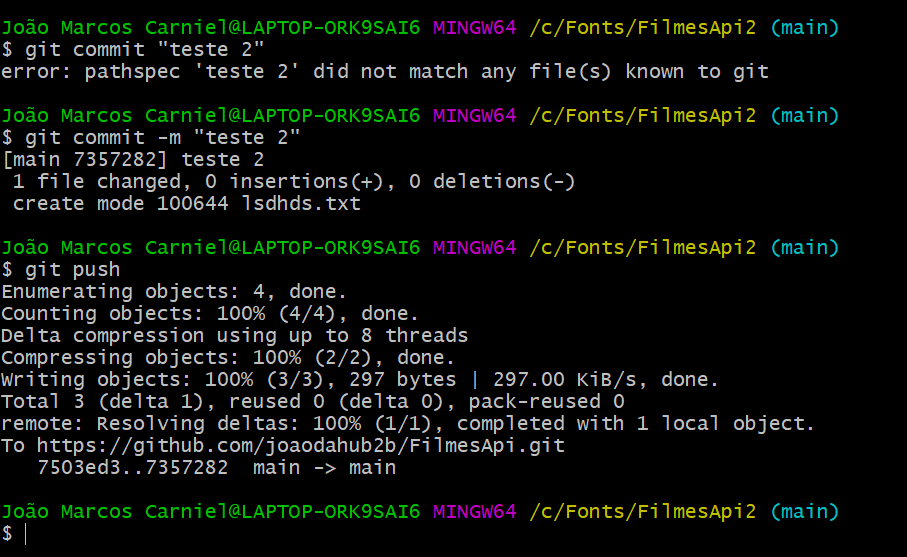 João Marcos Carniel@LAPTOP-ORK9SAI6 MINGW64 /c/Fonts/FilmesApi2 (main)
$ git commit "teste 2"
error: pathspec 'teste 2' did not match any file(s) known to git
João Marcos Carniel@LAPTOP-ORK9SAI6 MINGW64 /c/Fonts/FilmesApi2 (main)
$ git commit -m "teste 2"
[main 7357282] teste 2
 1 file changed, 0 insertions(+), 0 deletions(-)
 create mode 100644 lsdhds.txt
João Marcos Carniel@LAPTOP-ORK9SAI6 MINGW64 /c/Fonts/FilmesApi2 (main)
$ git push
Enumerating objects: 4, done.
Counting objects: 100% (4/4), done.
Delta compression using up to 8 threads
Compressing objects: 100% (2/2), done.
Writing objects: 100% (3/3), 297 bytes | 297.00 KiB/s, done.
Total 3 (delta 1), reused 0 (delta 0), pack-reused 0
remote: Resolving deltas: 100% (1/1), completed with 1 local object.
To https://github.com/joaodahub2b/FilmesApi.git
   7503ed3..7357282  main -> main
João Marcos Carniel@LAPTOP-ORK9SAI6 MINGW64 /c/Fonts/FilmesApi2 (main)
$